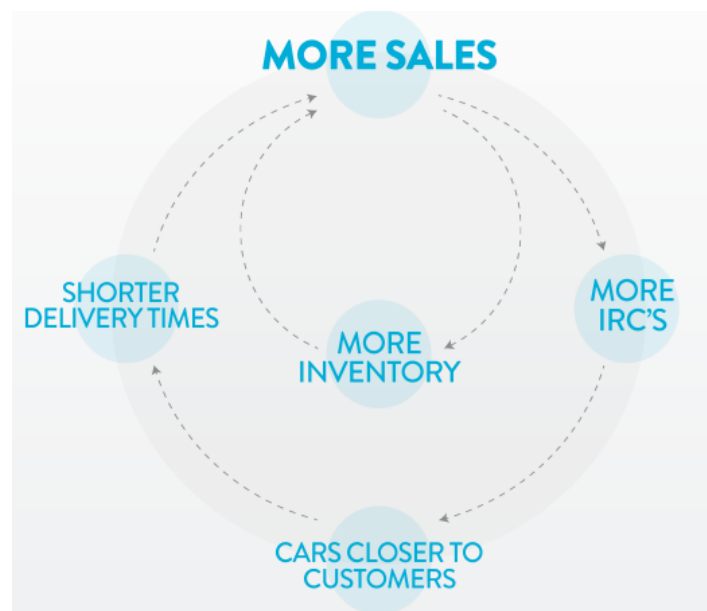 MORE SALES
SHORTER
DELIVERY TIMES
MORE
INVENTORY
MORE
IRC'S
CARS CLOSER TO
CUSTOMERS